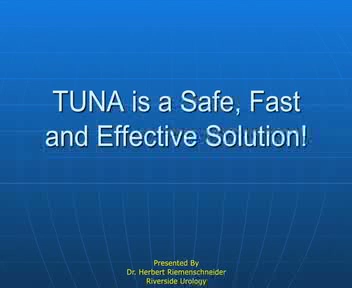 TUNA is a Safe, Fast
and Effective Solution!
Presented By
Dr. Herbert Riemenschneider
Riverside Urology